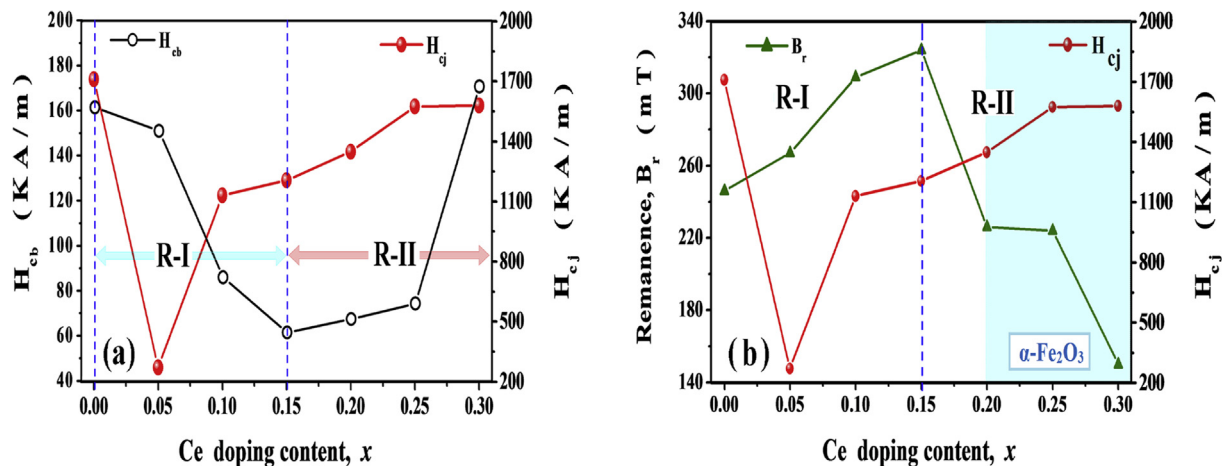 200
180
160
140
120
100
80
60
40
H_cb ( KA / m )
H_cb
H_cj
R-I
R-II
(a)
2000
1700
1400
1100
800
500
200
H_cj ( KA / m )
0.00 0.05 0.10 0.15 0.20 0.25 0.30
Ce doping content, x
340
300
260
220
180
140
Remanence, B_r ( mT )
B_r
H_cj
R-I
R-II
α-Fe₂O₃
(b)
2000
1700
1400
1100
800
500
200
H_cj ( KA / m )
0.00 0.05 0.10 0.15 0.20 0.25 0.30
Ce doping content, x